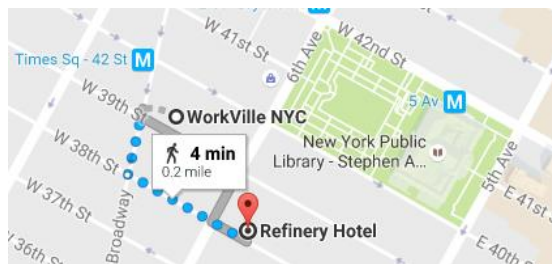 W 42nd St
W 41st St
6th Ave
Times Sq - 42 St M
W 39th St
WorkVille NYC
5 Av M
New York Public
Library - Stephen A...
W 38th St
4 min
0.2 mile
5th Ave
W 37th St
Broadway
Refinery Hotel
E 41st S
W 36th St
E 40th S